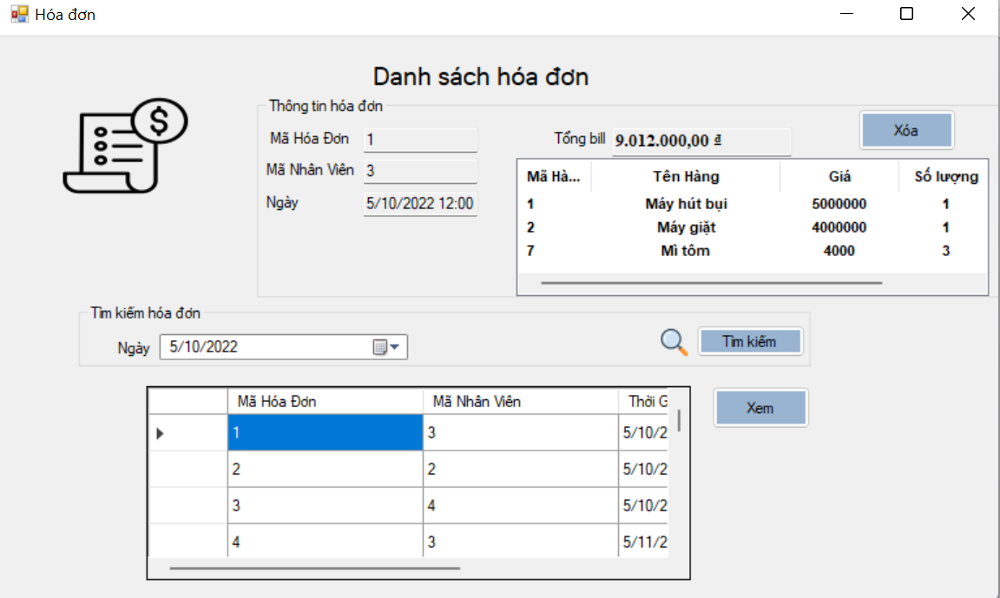 Hóa đơn
Danh sách hóa đơn
Thông tin hóa đơn
Mã Hóa Đơn 1
Tổng bill 9.012.000,00 ₫
Xóa
Mã Nhân Viên 3
Ngày 5/10/2022 12:00
Mã Hà... Tên Hàng Giá Số lượng
1 Máy hút bụi 5000000 1
2 Máy giặt 4000000 1
7 Mì tôm 4000 3
Tìm kiếm hóa đơn
Ngày 5/10/2022
Tìm kiếm
Mã Hóa Đơn Mã Nhân Viên Thời G
Xem
1 3 5/10/2
2 2 5/10/2
3 4 5/10/2
4 3 5/11/2
$